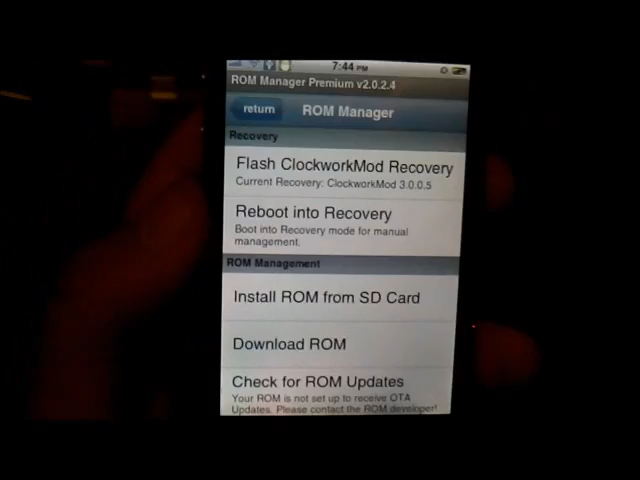 7:44 PM
ROM Manager Premium v2.0.2.4
return
ROM Manager
Recovery
Flash ClockworkMod Recovery
Current Recovery: ClockworkMod 3.0.0.5
Reboot into Recovery
Boot into Recovery mode for manual
management.
ROM Management
Install ROM from SD Card
Download ROM
Check for ROM Updates
Your ROM is not set up to receive OTA
Updates. Please contact the ROM developer!